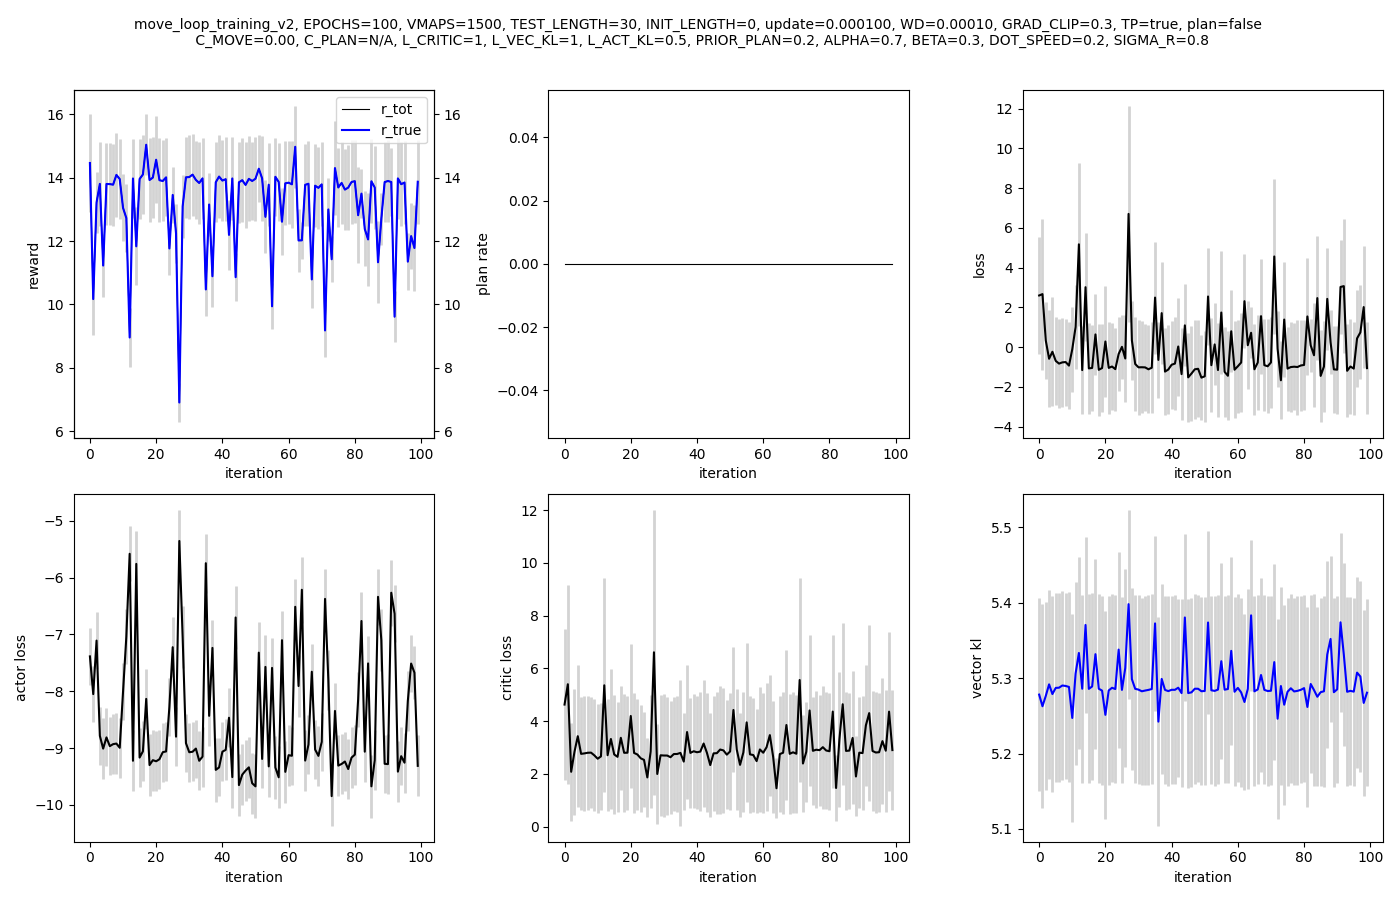 move_loop_training_v2, EPOCHS=100, VMAPS=1500, TEST_LENGTH=30, INIT_LENGTH=0, update=0.000100, WD=0.00010, GRAD_CLIP=0.3, TP=true, plan=false
C_MOVE=0.00, C_PLAN=N/A, L_CRITIC=1, L_VEC_KL=1, L_ACT_KL=0.5, PRIOR_PLAN=0.2, ALPHA=0.7, BETA=0.3, DOT_SPEED=0.2, SIGMA_R=0.8
reward
16
14
12
10
8
6
r_tot
r_true
16
14
12
10
8
6
0 20 40 60 80 100
iteration
plan rate
0.04
0.02
0.00
−0.02
−0.04
0 20 40 60 80 100
iteration
loss
12
10
8
6
4
2
0
−2
−4
0 20 40 60 80 100
iteration
actor loss
−5
−6
−7
−8
−9
−10
0 20 40 60 80 100
iteration
critic loss
12
10
8
6
4
2
0
0 20 40 60 80 100
iteration
vector kl
5.5
5.4
5.3
5.2
5.1
0 20 40 60 80 100
iteration